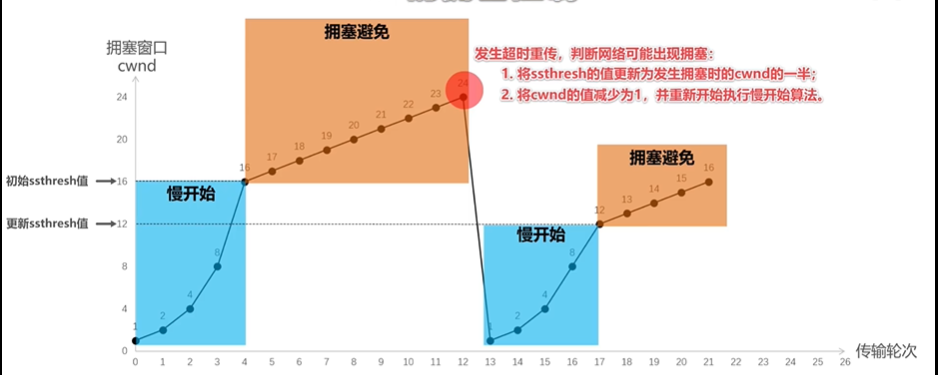 拥塞避免
拥塞窗口
cwnd
发生超时重传，判断网络可能出现拥塞：
1. 将ssthresh的值更新为发生拥塞时的cwnd的一半；
2. 将cwnd的值减少为1，并重新开始执行慢开始算法。
24
24
23
22
21
20
20
19
18
17
16
拥塞避免
初始ssthresh值
16
慢开始
16
15
14
13
12
更新ssthresh值
12
慢开始
8
8
8
4
4
4
2
2
1
1
0
0 1 2 3 4 5 6 7 8 9 10 11 12 13 14 15 16 17 18 19 20 21 22 23 24 25 26
传输轮次